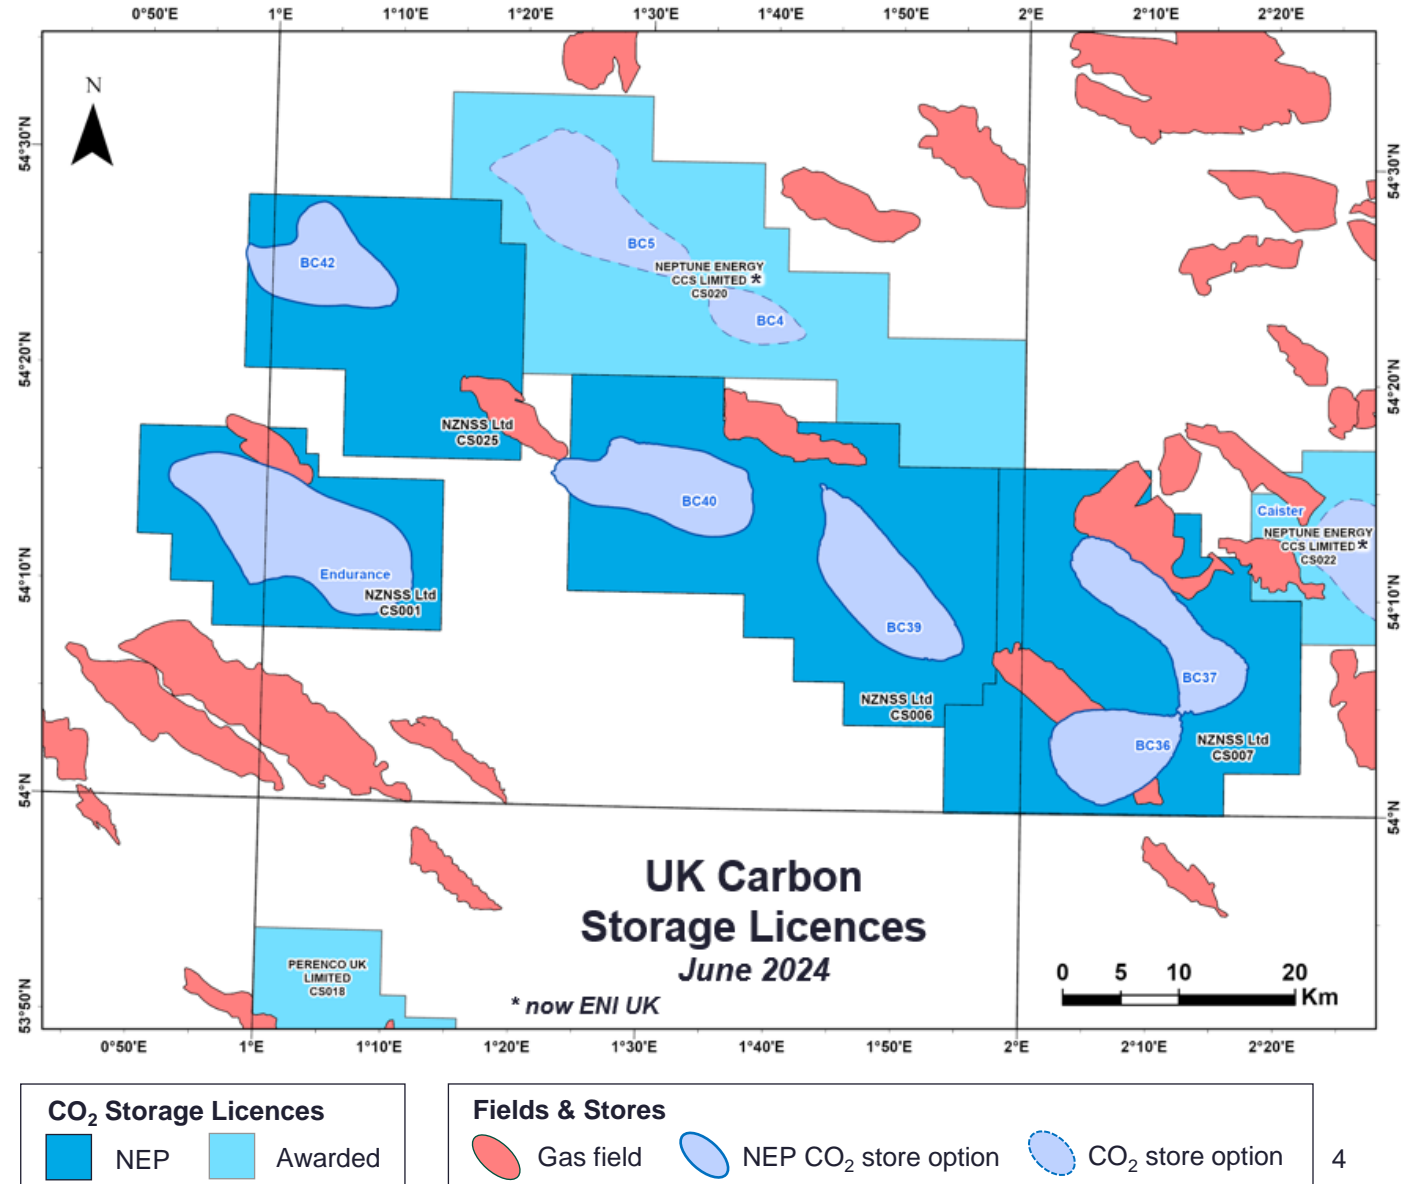 0°50'E 1°E 1°10'E 1°20'E 1°30'E 1°40'E 1°50'E 2°E 2°10'E 2°20'E
N
54°30'N
54°30'N
BC5
BC42
NEPTUNE ENERGY
CCS LIMITED *
CS020
BC4
54°20'N
54°20'N
NZNSS Ltd
CS025
BC40
Caister
NEPTUNE ENERGY
CCS LIMITED *
CS022
54°10'N
54°10'N
Endurance
NZNSS Ltd
CS001
BC39
BC37
NZNSS Ltd
CS006
BC36
NZNSS Ltd
CS007
54°N
54°N
UK Carbon
Storage Licences
June 2024
* now ENI UK
PERENCO UK
LIMITED
CS018
0 5 10 20
Km
53°50'N
0°50'E 1°E 1°10'E 1°20'E 1°30'E 1°40'E 1°50'E 2°E 2°10'E 2°20'E
CO2 Storage Licences
NEP Awarded
Fields & Stores
Gas field NEP CO2 store option CO2 store option
4